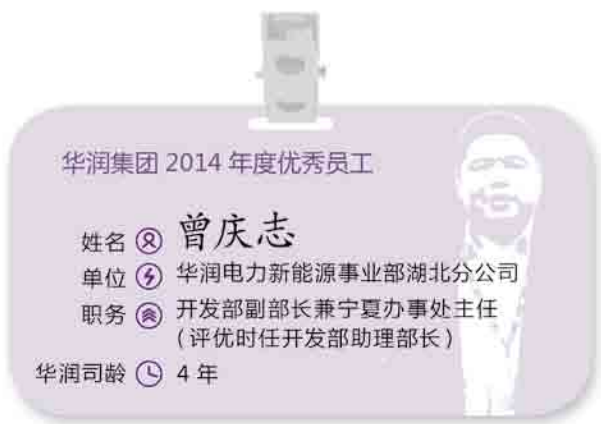 华润集团 2014 年度优秀员工
姓名 曾庆志
单位 华润电力新能源事业部湖北分公司
职务 开发部副部长兼宁夏办事处主任
(评优时任开发部助理部长)
华润司龄 4 年